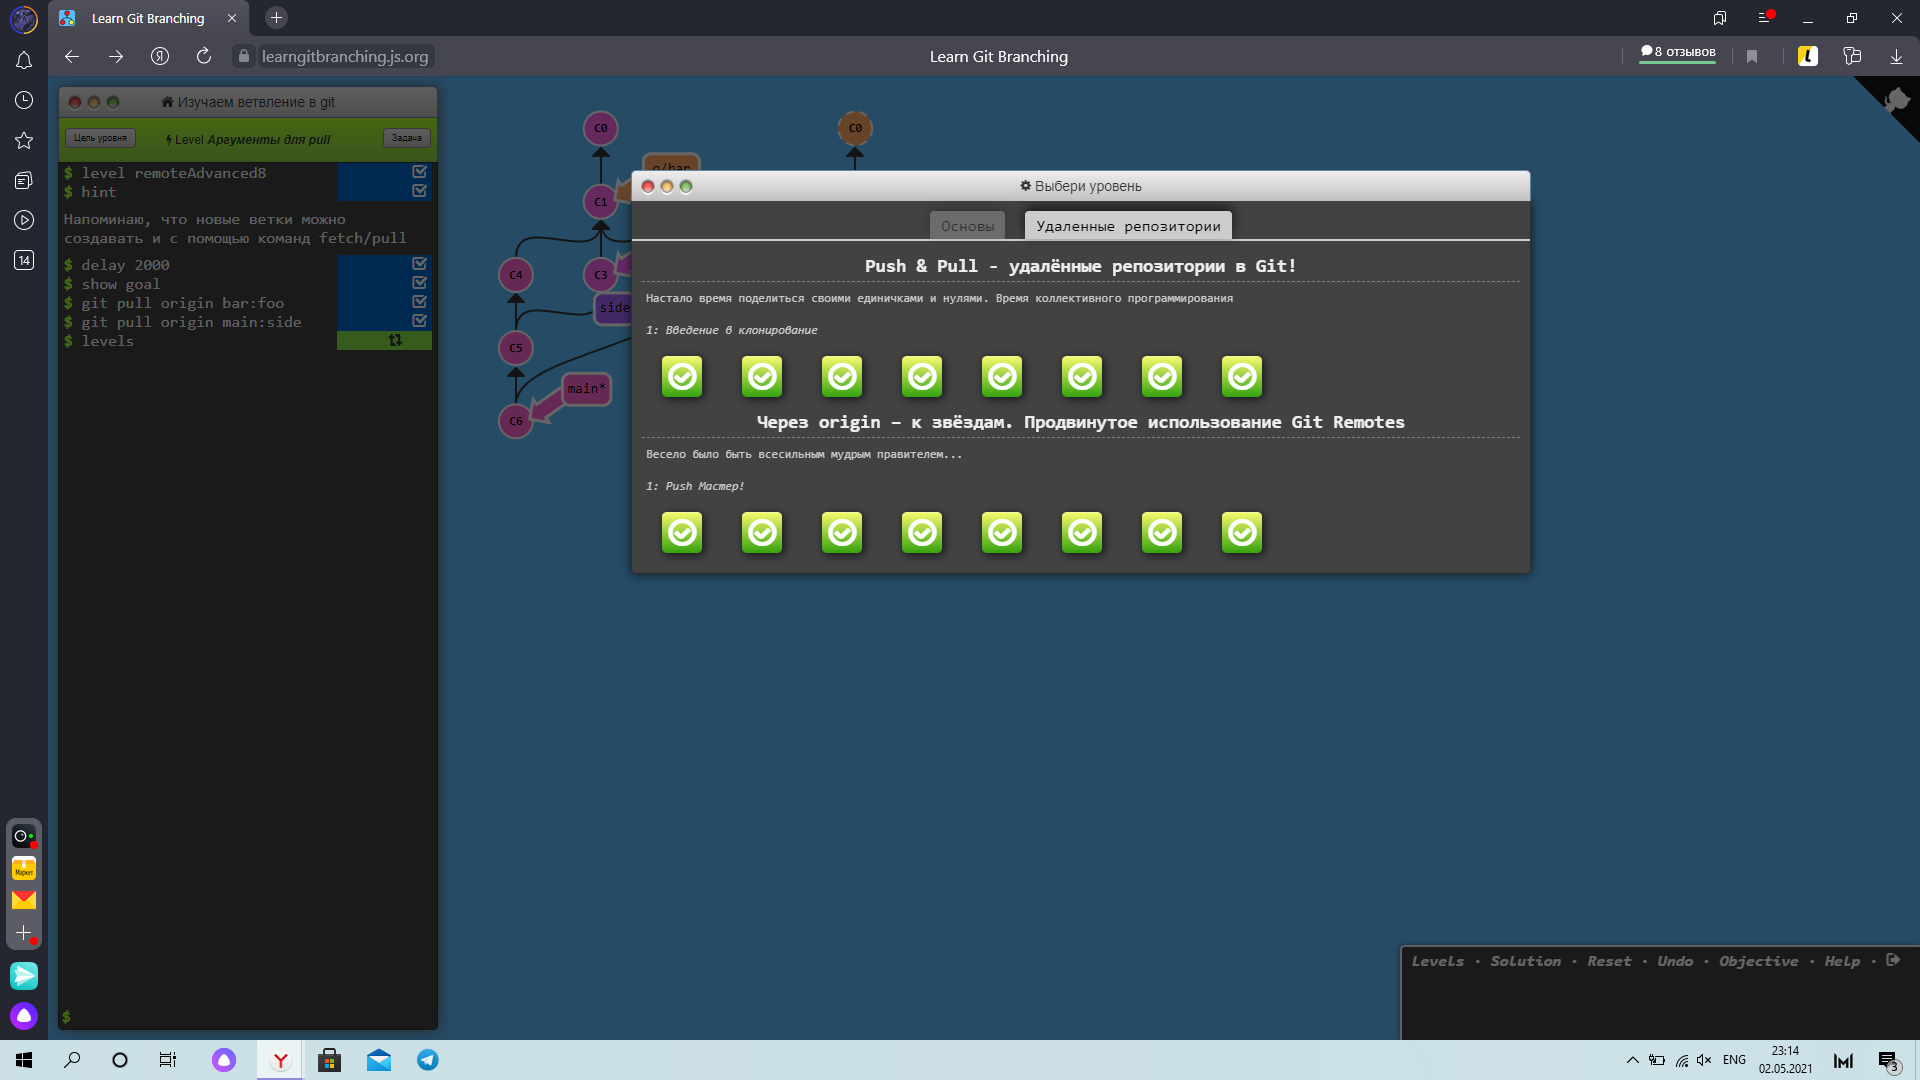 Learn Git Branching
learngitbranching.js.org
Learn Git Branching
8 отзывов
14
Изучаем ветвление в git
Цель уровня
Level Аргументы для pull
Задача
$ level remoteAdvanced8
$ hint
Напоминаю, что новые ветки можно
создавать и с помощью команд fetch/pull
$ delay 2000
$ show goal
$ git pull origin bar:foo
$ git pull origin main:side
$ levels
$
C0
C0
o/bar
C1
C4
C3
side
C5
main*
C6
Выбери уровень
Основы
Удаленные репозитории
Push & Pull - удалённые репозитории в Git!
Настало время поделиться своими единичками и нулями. Время коллективного программирования
1: Введение в клонирование
Через origin – к звёздам. Продвинутое использование Git Remotes
Весело было быть всесильным мудрым правителем...
1: Push Мастер!
Levels · Solution · Reset · Undo · Objective · Help ·
Маркет
ENG
23:14
02.05.2021
3